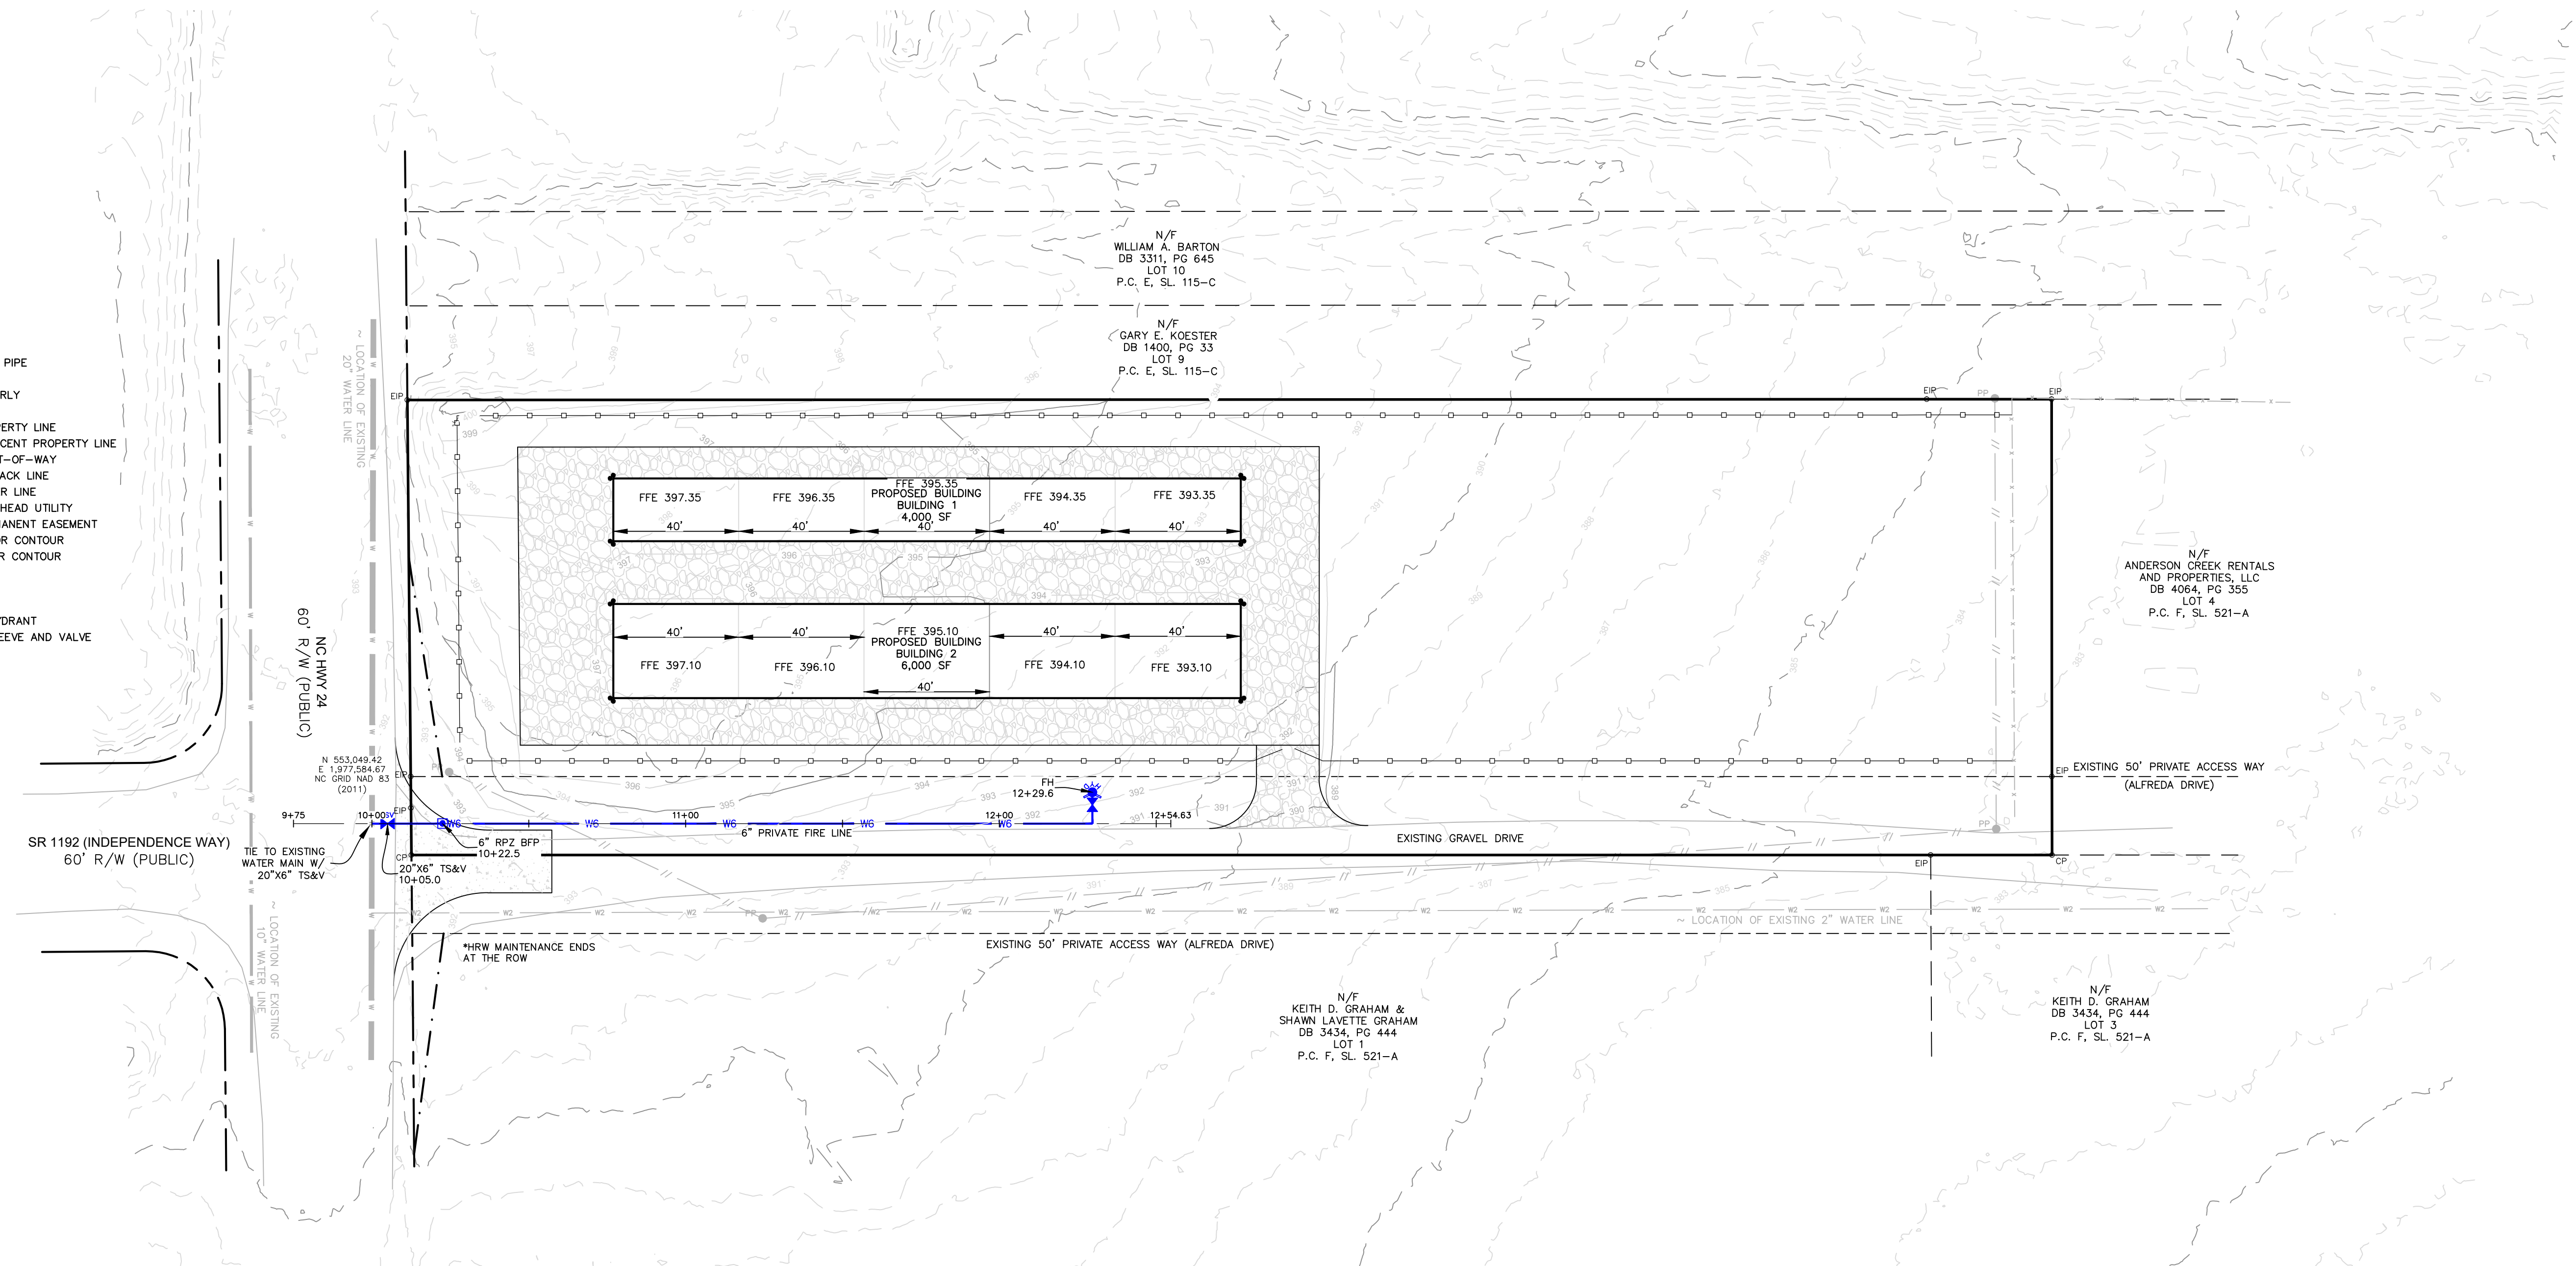 N/F
WILLIAM A. BARTON
DB 3311, PG 645
LOT 10
P.C. E, SL. 115-C
N/F
GARY E. KOESTER
DB 1400, PG 33
LOT 9
P.C. E, SL. 115-C
PIPE
RLY
PERTY LINE
CENT PROPERTY LINE
T-OF-WAY
ACK LINE
R LINE
HEAD UTILITY
MANENT EASEMENT
OR CONTOUR
R CONTOUR
YDRANT
EEVE AND VALVE
~ LOCATION OF EXISTING
20" WATER LINE
NC HWY 24
60' R/W (PUBLIC)
EIP
EIP
PP
EIP
FFE 397.35
FFE 396.35
FFE 395.35
PROPOSED BUILDING
BUILDING 1
4,000 SF
FFE 394.35
FFE 393.35
40'
40'
40'
40'
40'
40'
40'
FFE 395.10
PROPOSED BUILDING
BUILDING 2
6,000 SF
40'
40'
FFE 397.10
FFE 396.10
FFE 394.10
FFE 393.10
40'
N/F
ANDERSON CREEK RENTALS
AND PROPERTIES, LLC
DB 4064, PG 355
LOT 4
P.C. F, SL. 521-A
N 553,049.42
E 1,977,584.67
NC GRID NAD 83
(2011)
EIP
EIP
EIP
EXISTING 50' PRIVATE ACCESS WAY
(ALFREDA DRIVE)
FH
12+29.6
9+75
10+00
SV
11+00
12+00
12+54.63
W6
W6
W6
W6
W6
6" PRIVATE FIRE LINE
6" RPZ BFP
10+22.5
EXISTING GRAVEL DRIVE
PP
SR 1192 (INDEPENDENCE WAY)
60' R/W (PUBLIC)
TIE TO EXISTING
WATER MAIN W/
20"X6" TS&V
CP
20"X6" TS&V
10+05.0
EIP
CP
~ LOCATION OF EXISTING
10" WATER LINE
PP
~ LOCATION OF EXISTING 2" WATER LINE
*HRW MAINTENANCE ENDS
AT THE ROW
EXISTING 50' PRIVATE ACCESS WAY (ALFREDA DRIVE)
N/F
KEITH D. GRAHAM &
SHAWN LAVETTE GRAHAM
DB 3434, PG 444
LOT 1
P.C. F, SL. 521-A
N/F
KEITH D. GRAHAM
DB 3434, PG 444
LOT 3
P.C. F, SL. 521-A